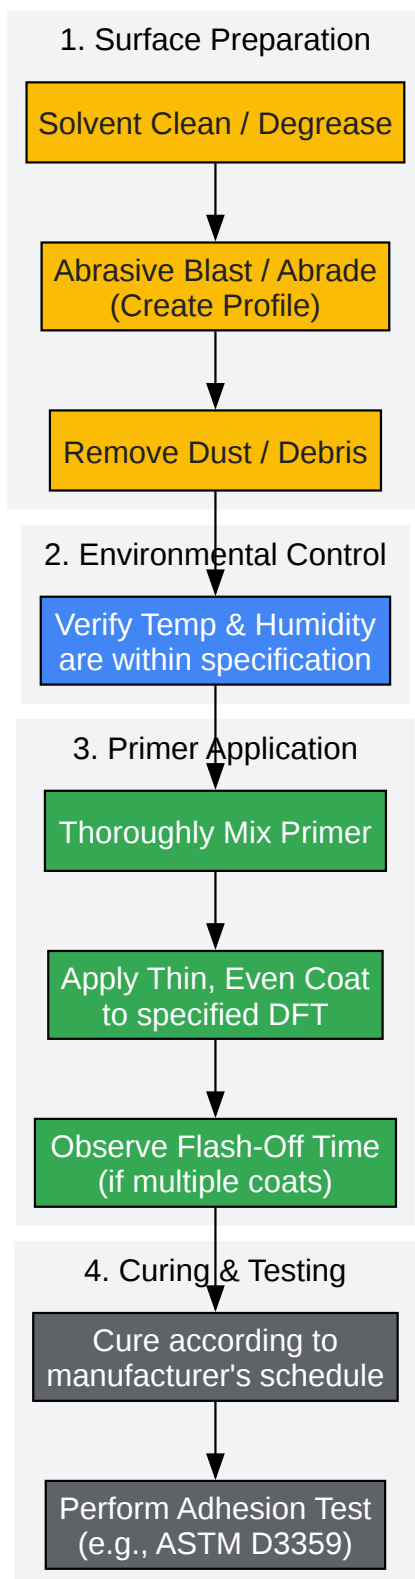 1. Surface Preparation
Solvent Clean / Degrease
Abrasive Blast / Abrade
(Create Profile)
Remove Dust / Debris
2. Environmental Control
Verify Temp & Humidity
are within specification
3. Primer Application
Thoroughly Mix Primer
Apply Thin, Even Coat
to specified DFT
Observe Flash-Off Time
(if multiple coats)
4. Curing & Testing
Cure according to
manufacturer's schedule
Perform Adhesion Test
(e.g., ASTM D3359)